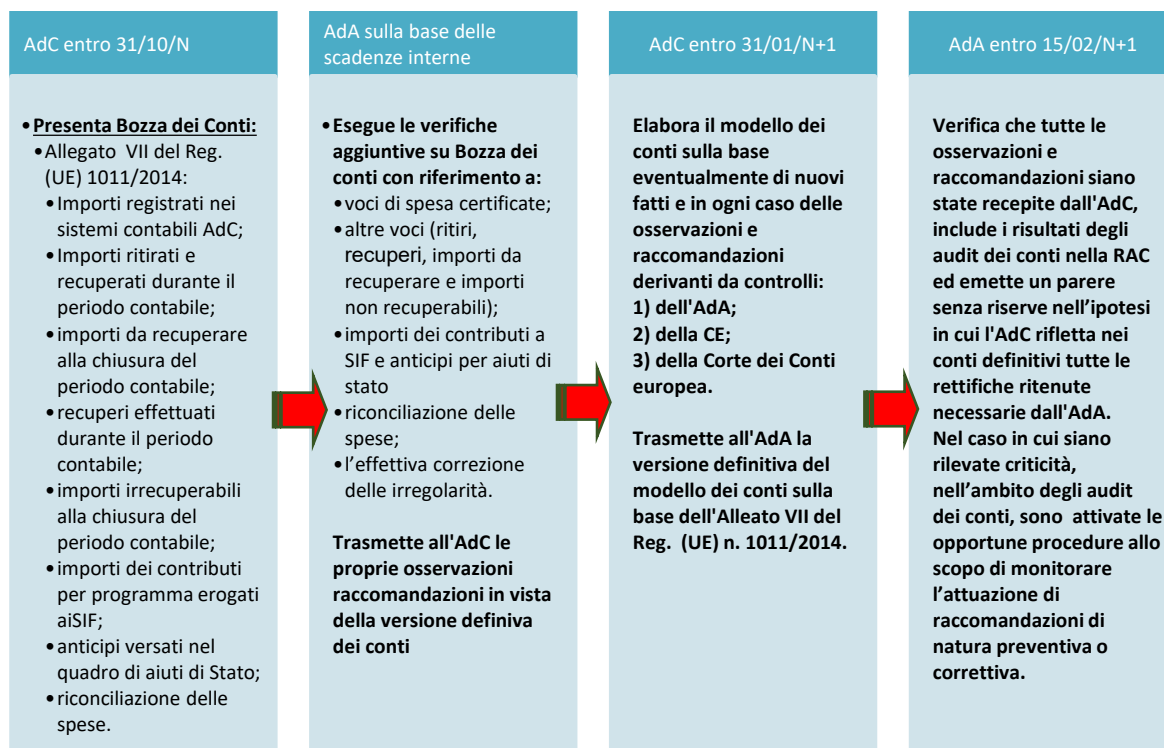 AdC entro 31/10/N
•Presenta Bozza dei Conti:
•Allegato VII del Reg.
(UE) 1011/2014:
•Importi registrati nei
sistemi contabili AdC;
•Importi ritirati e
recuperati durante il
periodo contabile;
•importi da recuperare
alla chiusura del
periodo contabile;
•recuperi effettuati
durante il periodo
contabile;
•importi irrecuperabili
alla chiusura del
periodo contabile;
•importi dei contributi
per programma erogati
aiSIF;
•anticipi versati nel
quadro di aiuti di Stato;
•riconciliazione delle
spese.
AdA sulla base delle
scadenze interne
•Esegue le verifiche
aggiuntive su Bozza dei
conti con riferimento a:
•voci di spesa certificate;
•altre voci (ritiri,
recuperi, importi da
recuperare e importi
non recuperabili);
•importi dei contributi a
SIF e anticipi per aiuti di
stato
•riconciliazione delle
spese;
•l’effettiva correzione
delle irregolarità.
Trasmette all'AdC le
proprie osservazioni
raccomandazioni in vista
della versione definiva
dei conti
AdC entro 31/01/N+1
Elabora il modello dei
conti sulla base
eventualmente di nuovi
fatti e in ogni caso delle
osservazioni e
raccomandazioni
derivanti da controlli:
1) dell'AdA;
2) della CE;
3) della Corte dei Conti
europea.
Trasmette all'AdA la
versione definitiva del
modello dei conti sulla
base dell'Alleato VII del
Reg. (UE) n. 1011/2014.
AdA entro 15/02/N+1
Verifica che tutte le
osservazioni e
raccomandazioni siano
state recepite dall'AdC,
include i risultati degli
audit dei conti nella RAC
ed emette un parere
senza riserve nell’ipotesi
in cui l'AdC rifletta nei
conti definitivi tutte le
rettifiche ritenute
necessarie dall'AdA.
Nel caso in cui siano
rilevate criticità,
nell’ambito degli audit
dei conti, sono attivate le
opportune procedure allo
scopo di monitorare
l’attuazione di
raccomandazioni di
natura preventiva o
correttiva.